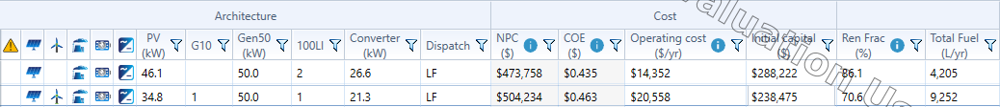 Architecture Cost
PV (kW) G10 Gen50 (kW) 100LI Converter (kW) Dispatch NPC ($) COE ($) Operating cost ($/yr) Initial capital ($) Ren Frac (%) Total Fuel (L/yr)
46.1 50.0 2 26.6 LF $473,758 $0.435 $14,352 $288,222 86.1 4,205
34.8 1 50.0 1 21.3 LF $504,234 $0.463 $20,558 $238,475 70.6 9,252